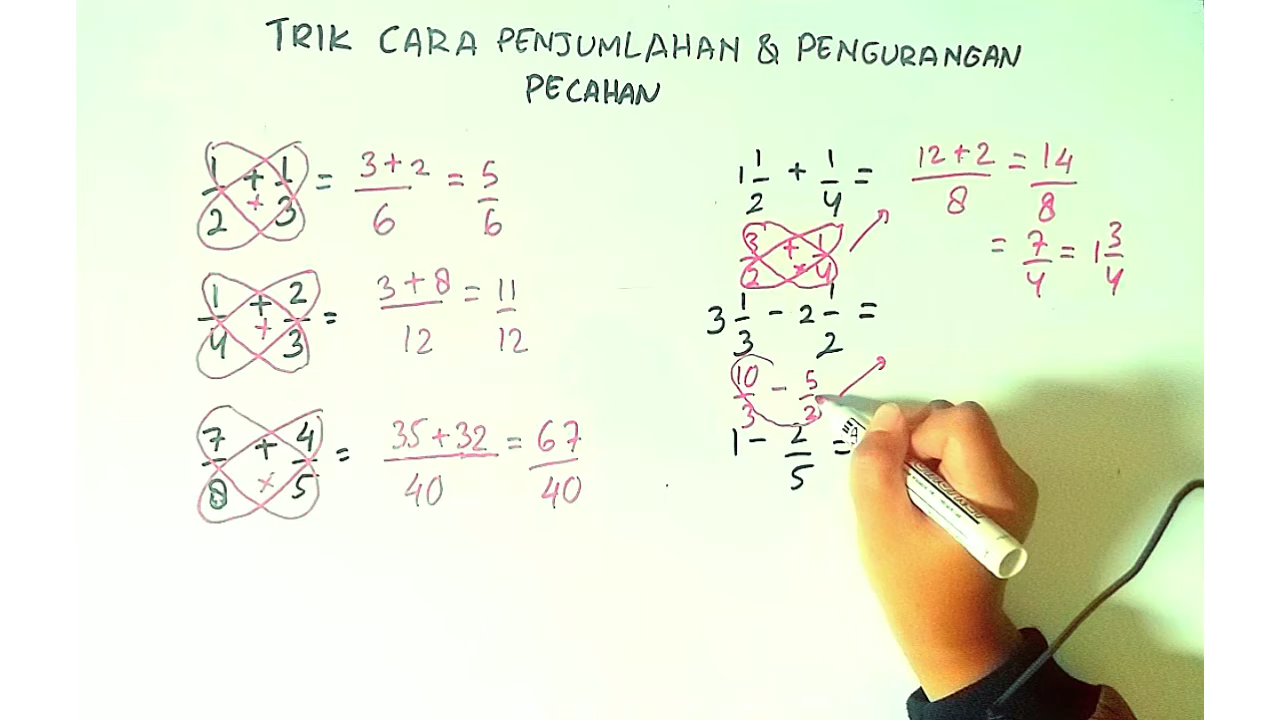 TRIK CARA PENJUMLAHAN & PENGURANGAN
PECAHAN
1/2 + 1/3 = 3+2/6 = 5/6
+
1/4 + 2/3 = 3+8/12 = 11/12
+
7/8 + 4/5 = 35+32/40 = 67/40
×
1 1/2 + 1/4 = 12+2/8 = 14/8
3/2 + 1/4
×
= 7/4 = 1 3/4
3 1/3 - 2 1/2 =
10/3 - 5/2
1 - 2/5 =